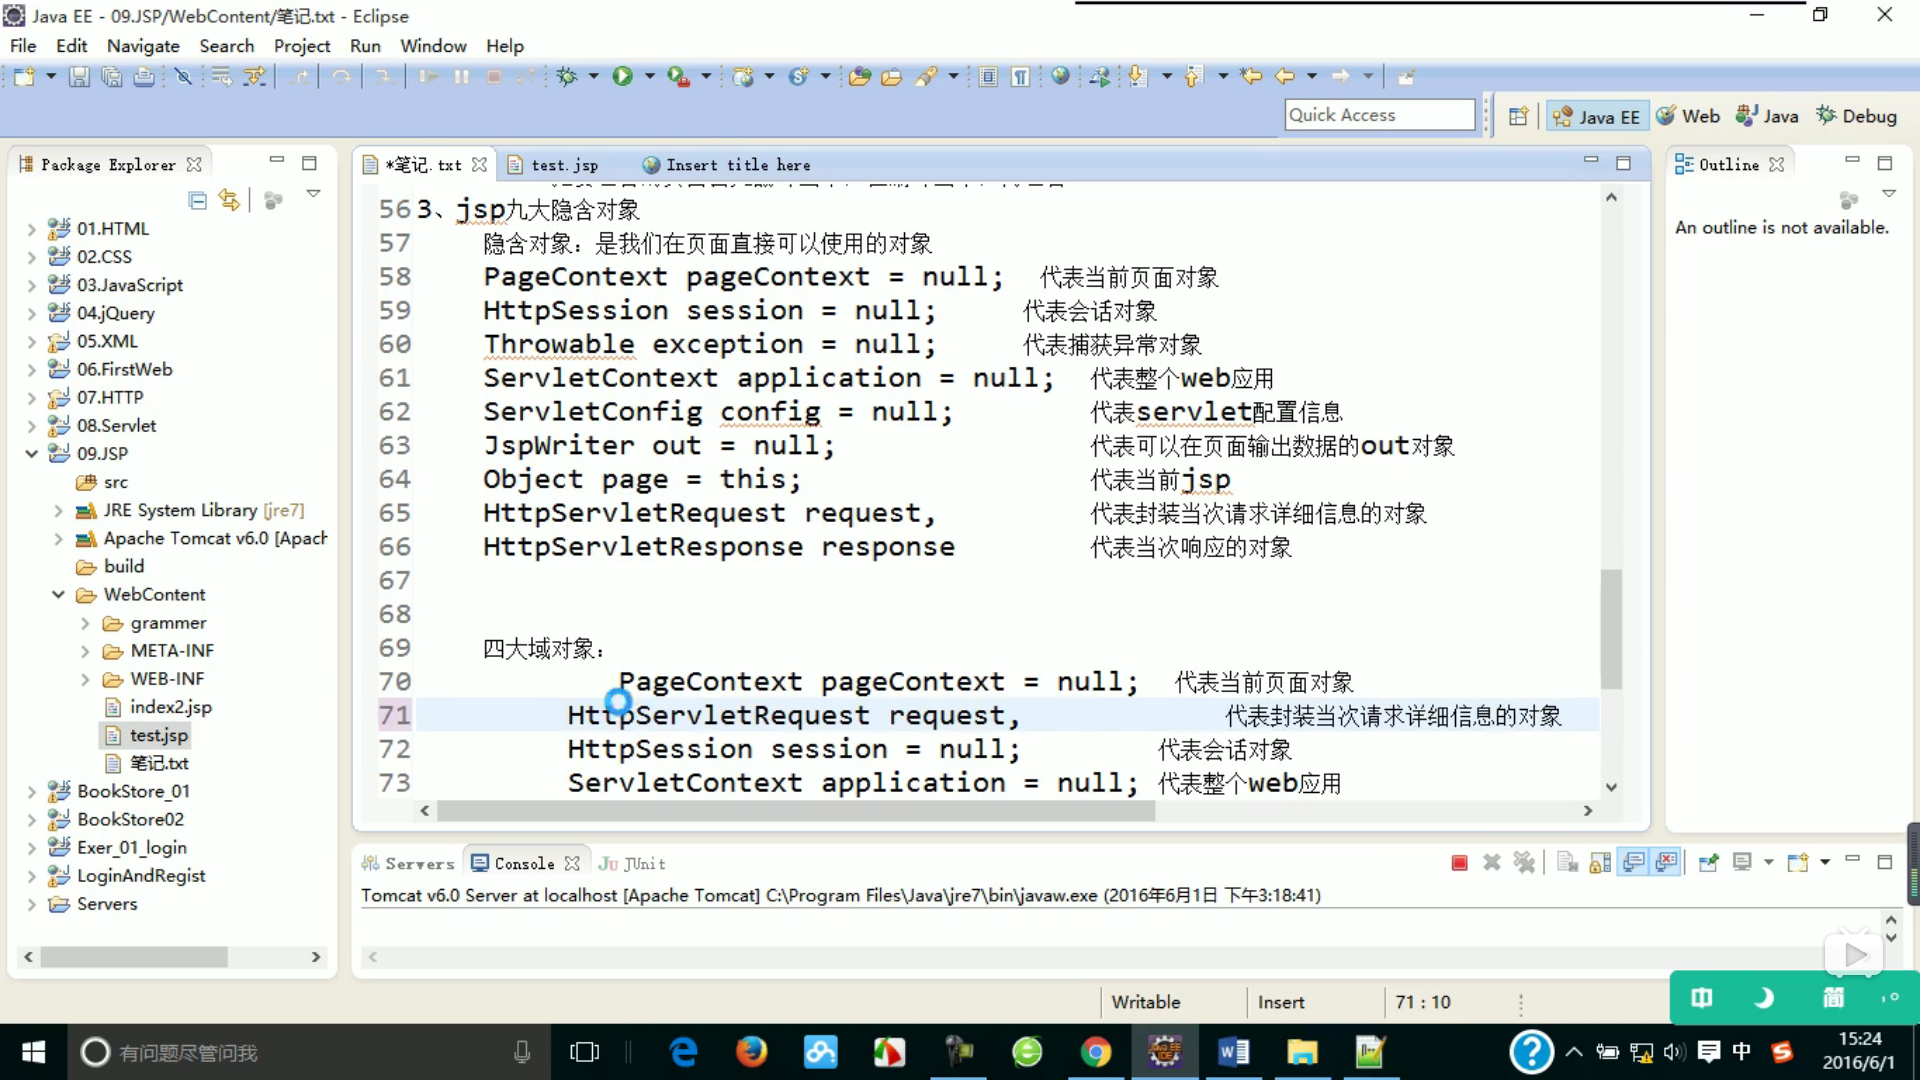 Java EE - 09.JSP/WebContent/笔记.txt - Eclipse
File Edit Navigate Search Project Run Window Help
Quick Access
Java EE Web Java Debug
Package Explorer
*笔记.txt test.jsp Insert title here
Outline
An outline is not available.
01.HTML
02.CSS
03.JavaScript
04.jQuery
05.XML
06.FirstWeb
07.HTTP
08.Servlet
09.JSP
src
JRE System Library [jre7]
Apache Tomcat v6.0 [Apach
build
WebContent
grammer
META-INF
WEB-INF
index2.jsp
test.jsp
笔记.txt
BookStore_01
BookStore02
Exer_01_login
LoginAndRegist
Servers
56 3、jsp九大隐含对象
57 隐含对象：是我们在页面直接可以使用的对象
58 PageContext pageContext = null; 代表当前页面对象
59 HttpSession session = null; 代表会话对象
60 Throwable exception = null; 代表捕获异常对象
61 ServletContext application = null; 代表整个web应用
62 ServletConfig config = null; 代表servlet配置信息
63 JspWriter out = null; 代表可以在页面输出数据的out对象
64 Object page = this; 代表当前jsp
65 HttpServletRequest request, 代表封装当次请求详细信息的对象
66 HttpServletResponse response 代表当次响应的对象
67
68
69 四大域对象：
70 PageContext pageContext = null; 代表当前页面对象
71 HttpServletRequest request, 代表封装当次请求详细信息的对象
72 HttpSession session = null; 代表会话对象
73 ServletContext application = null; 代表整个web应用
Servers Console JUnit
Tomcat v6.0 Server at localhost [Apache Tomcat] C:\Program Files\Java\jre7\bin\javaw.exe (2016年6月1日 下午3:18:41)
Writable Insert 71 : 10
中 简
有问题尽管问我
中
15:24
2016/6/1